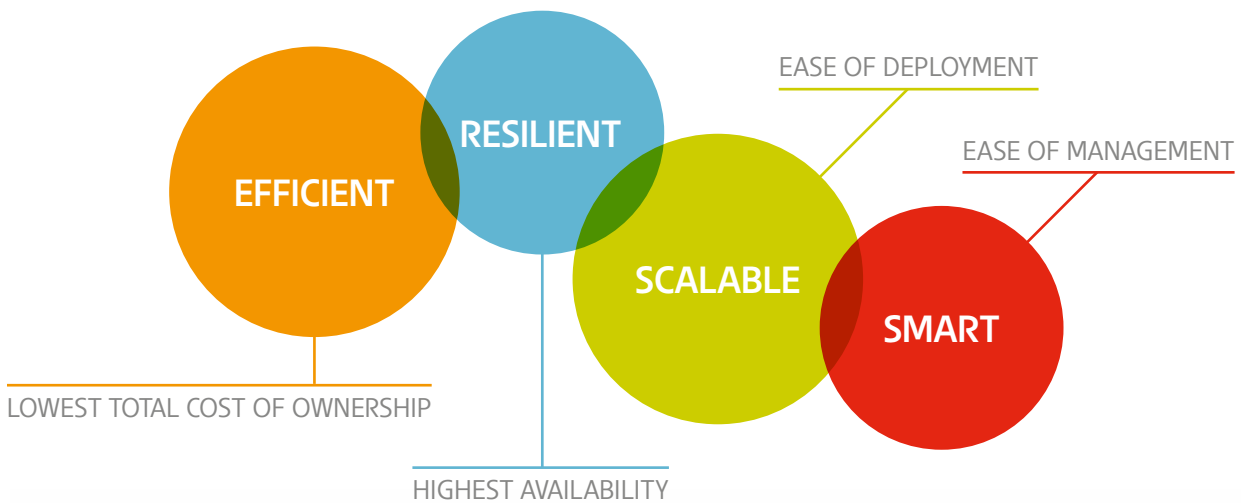 EFFICIENT
LOWEST TOTAL COST OF OWNERSHIP
RESILIENT
HIGHEST AVAILABILITY
SCALABLE
EASE OF DEPLOYMENT
SMART
EASE OF MANAGEMENT